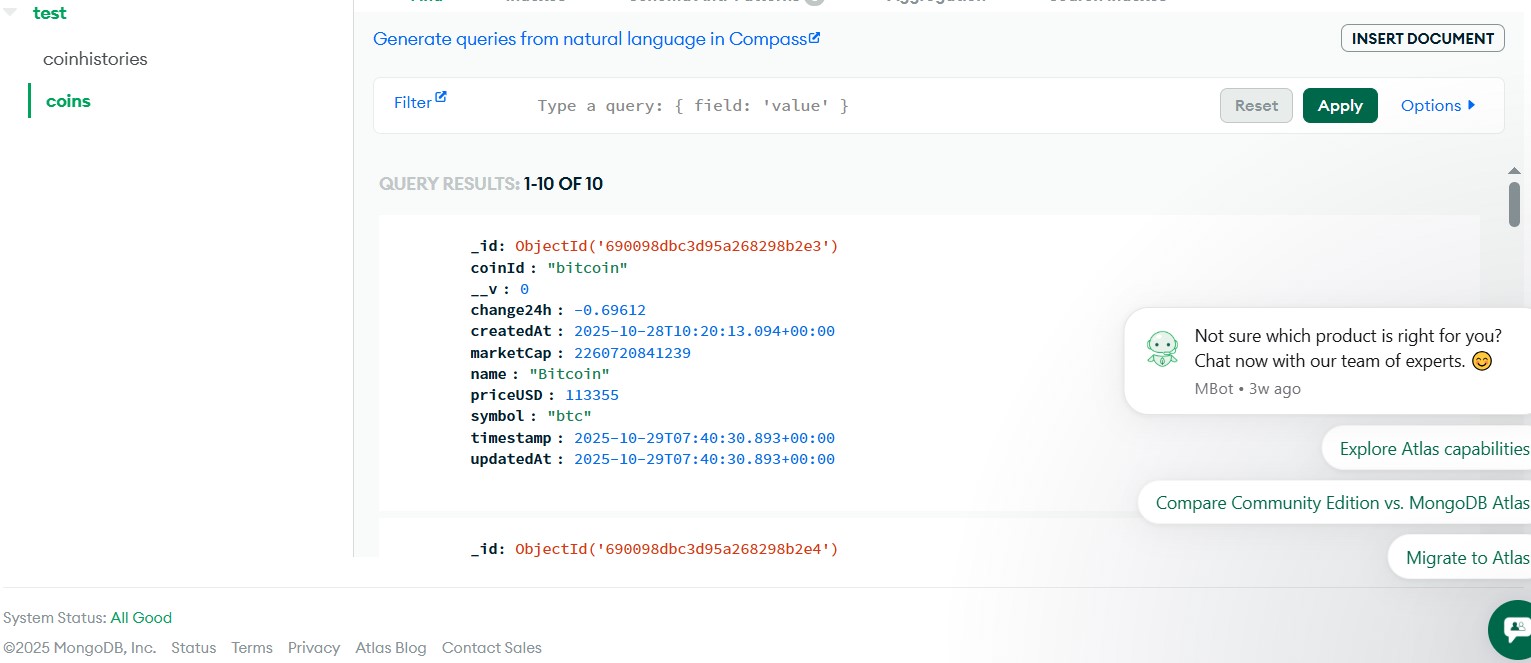 test
coinhistories
coins
Generate queries from natural language in Compass
INSERT DOCUMENT
Filter
Type a query: { field: 'value' }
Reset
Apply
Options
QUERY RESULTS: 1-10 OF 10
_id: ObjectId('690098dbc3d95a268298b2e3')
coinId : "bitcoin"
__v : 0
change24h : -0.69612
createdAt : 2025-10-28T10:20:13.094+00:00
marketCap : 2260720841239
name : "Bitcoin"
priceUSD : 113355
symbol : "btc"
timestamp : 2025-10-29T07:40:30.893+00:00
updatedAt : 2025-10-29T07:40:30.893+00:00
_id: ObjectId('690098dbc3d95a268298b2e4')
Not sure which product is right for you?
Chat now with our team of experts. 😊
MBot • 3w ago
Explore Atlas capabilities
Compare Community Edition vs. MongoDB Atlas
Migrate to Atlas
System Status: All Good
©2025 MongoDB, Inc. Status Terms Privacy Atlas Blog Contact Sales